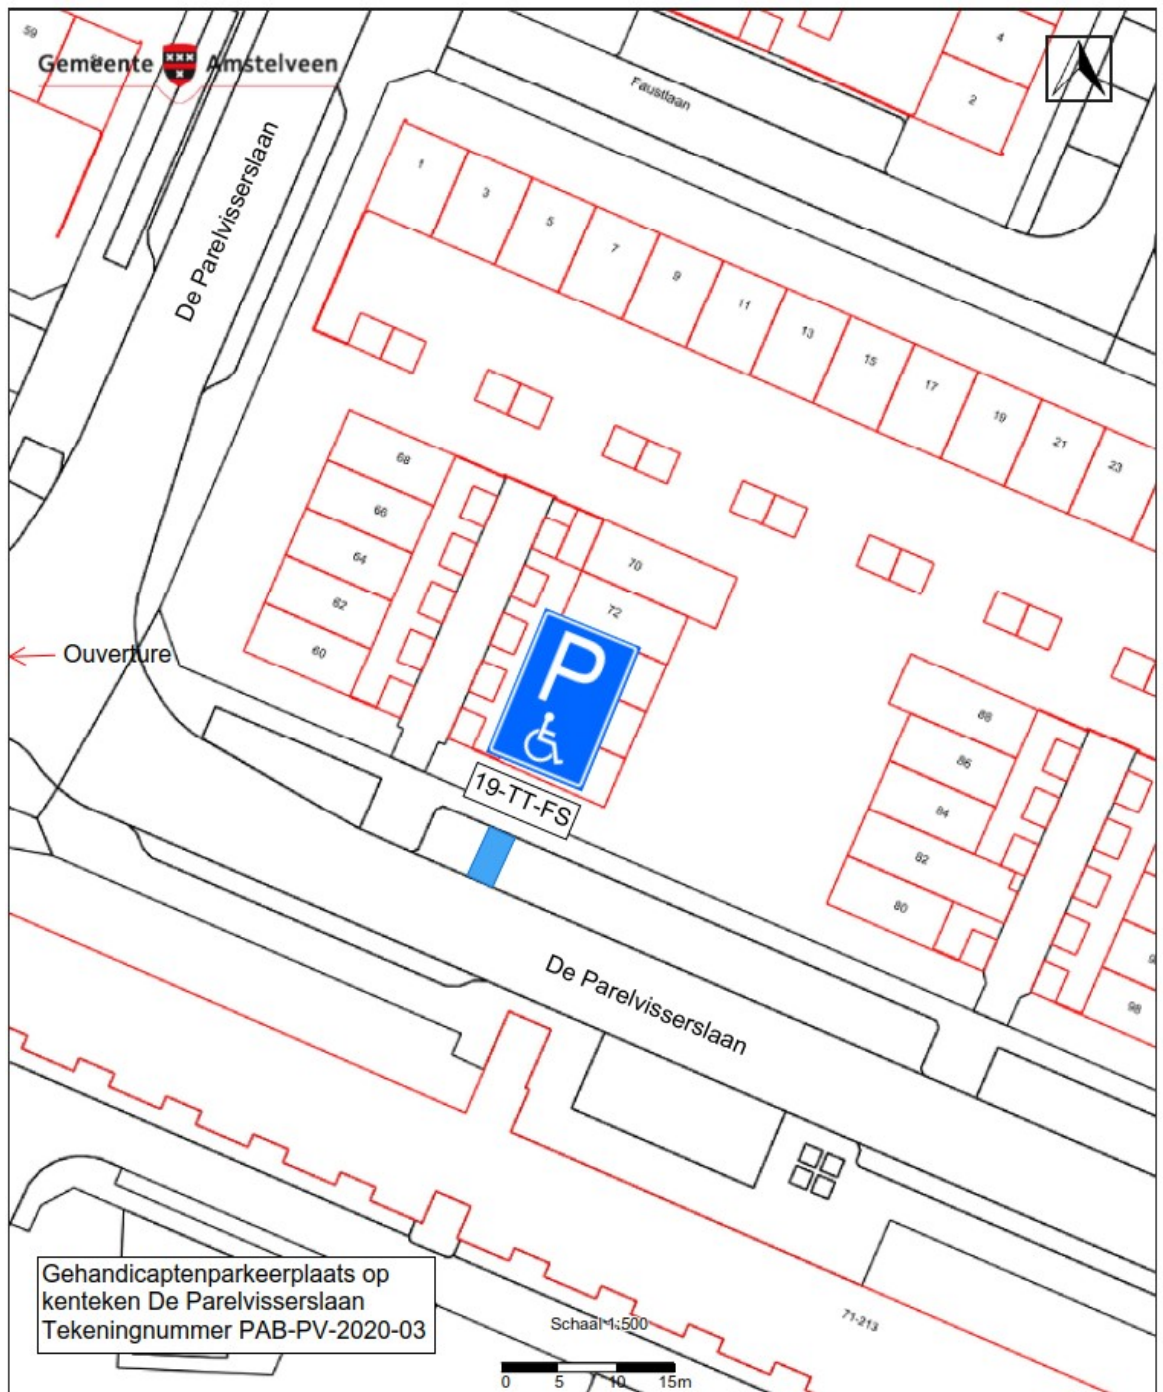 59
Gemeente Amstelveen
De Parelvisserslaan
Faustlaan
4
2
1
3
5
7
9
11
13
15
17
19
21
23
68
66
64
62
60
70
72
P
19-TT-FS
Ouverture
88
86
84
82
80
98
De Parelvisserslaan
71-213
Gehandicaptenparkeerplaats op
kenteken De Parelvisserslaan
Tekeningnummer PAB-PV-2020-03
Schaal 1:500
0 5 10 15m